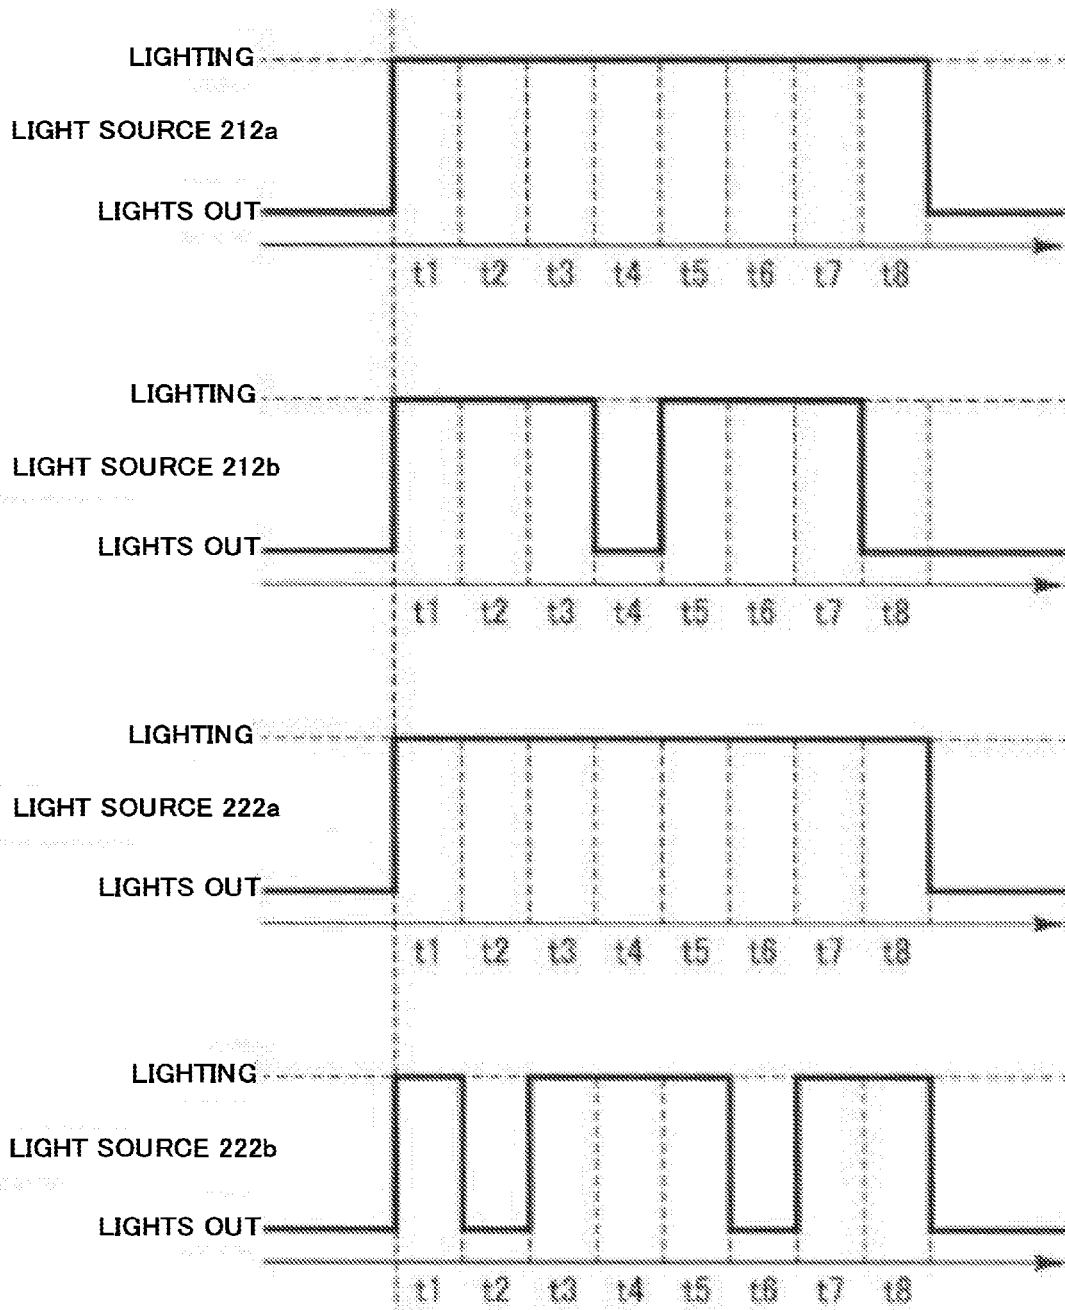 LIGHTING
LIGHT SOURCE 212a
LIGHTS OUT
t1 t2 t3 t4 t5 t6 t7 t8
LIGHTING
LIGHT SOURCE 212b
LIGHTS OUT
t1 t2 t3 t4 t5 t6 t7 t8
LIGHTING
LIGHT SOURCE 222a
LIGHTS OUT
t1 t2 t3 t4 t5 t6 t7 t8
LIGHTING
LIGHT SOURCE 222b
LIGHTS OUT
t1 t2 t3 t4 t5 t6 t7 t8